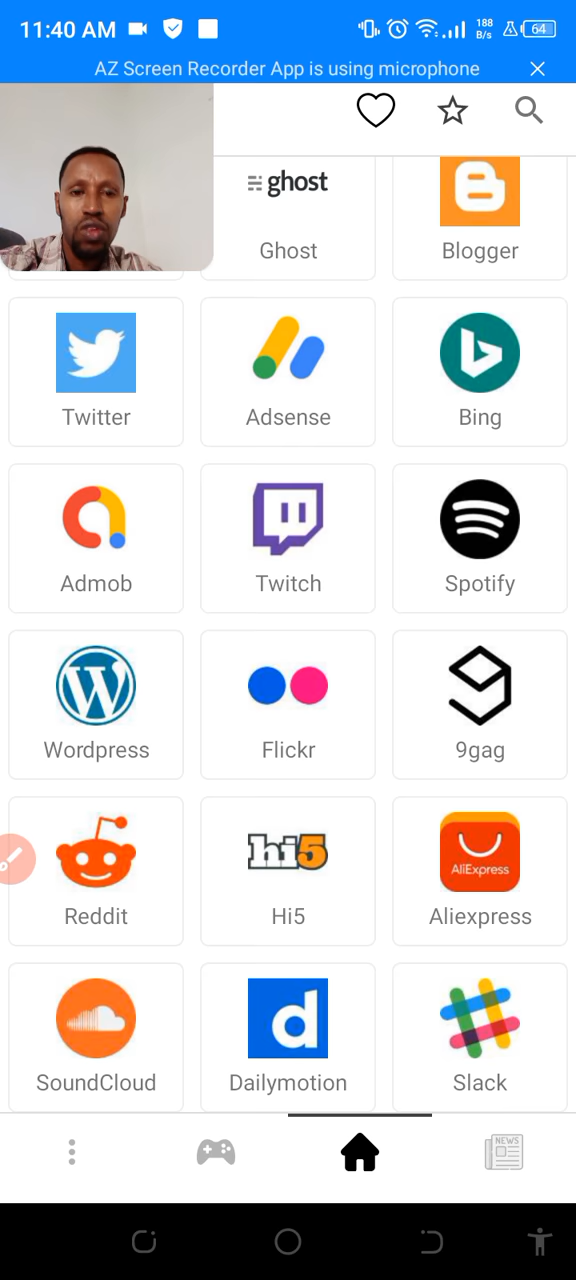 11:40 AM 188 B/s 64
AZ Screen Recorder App is using microphone
ghost
Ghost Blogger
Twitter Adsense Bing
Admob Twitch Spotify
Wordpress Flickr 9gag
hi5 AliExpress
Reddit Hi5 Aliexpress
SoundCloud Dailymotion Slack
NEWS